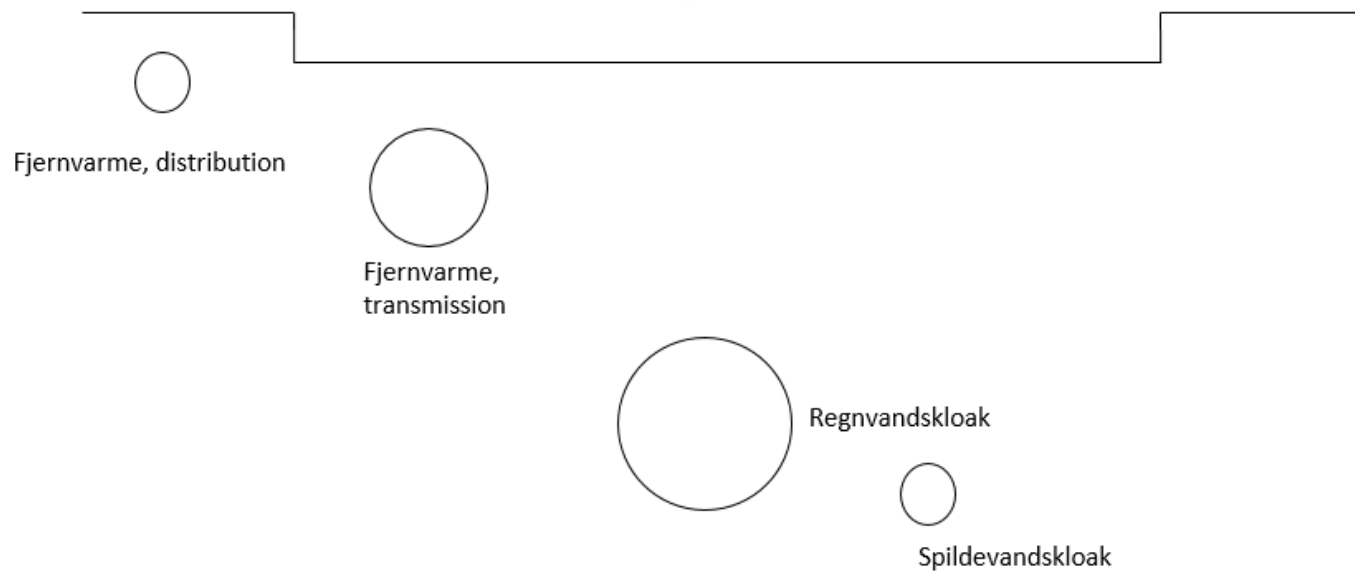 Fjernvarme, distribution
Fjernvarme,
transmission
Regnvandskloak
Spildevandskloak